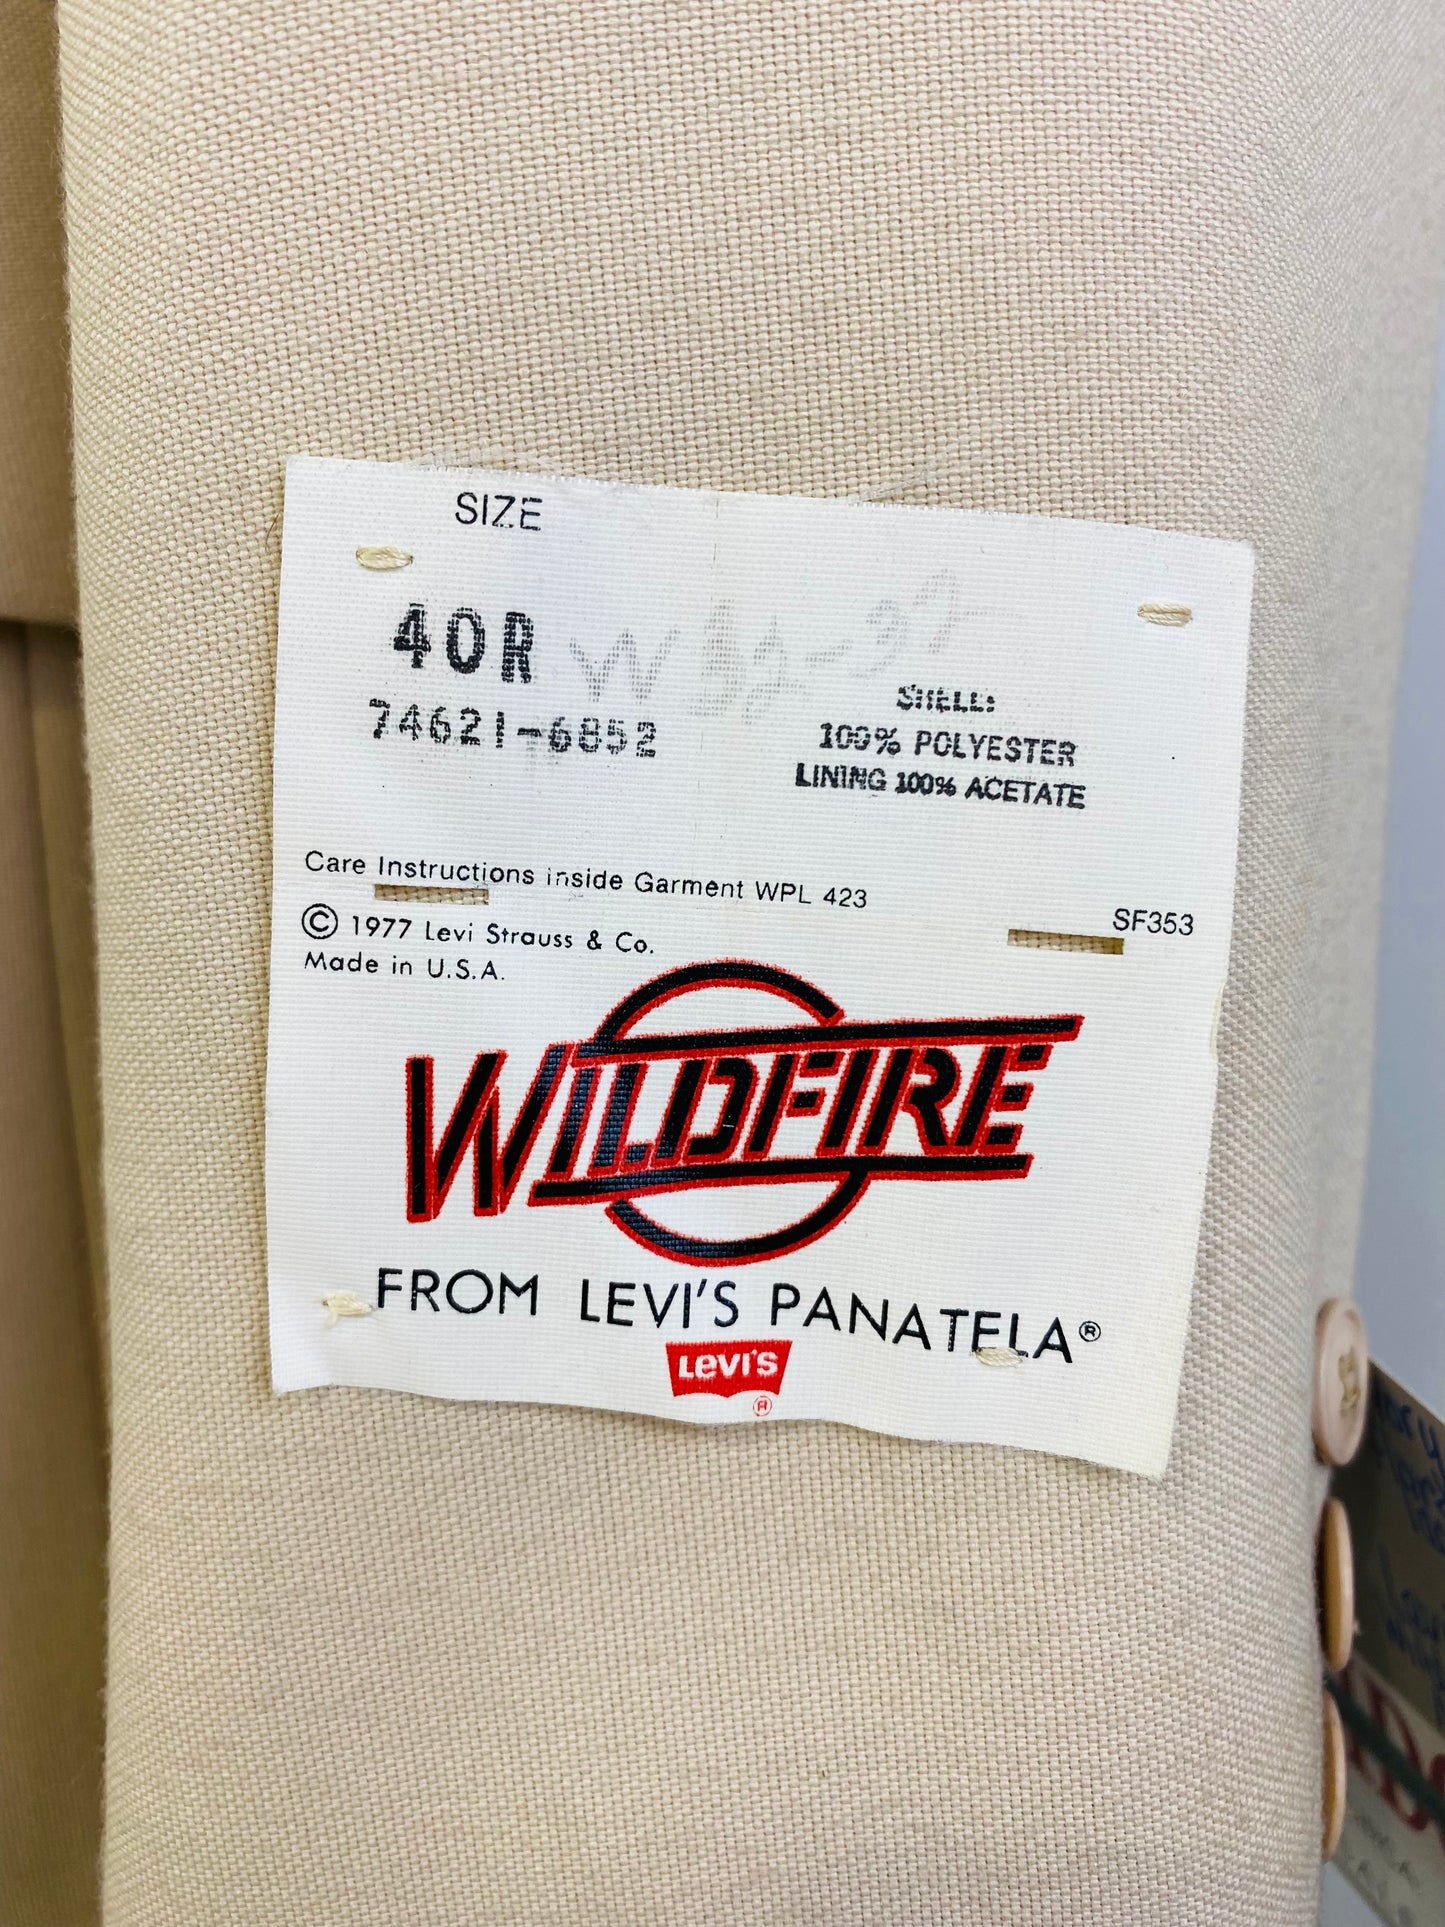 SIZE
40R
74621-6852
SHELL:
100% POLYESTER
LINING 100% ACETATE
Care Instructions inside Garment WPL 423
SF353
© 1977 Levi Strauss & Co.
Made in U.S.A.
WILDFIRE
FROM LEVI'S PANATELA®
LeVI'S
®